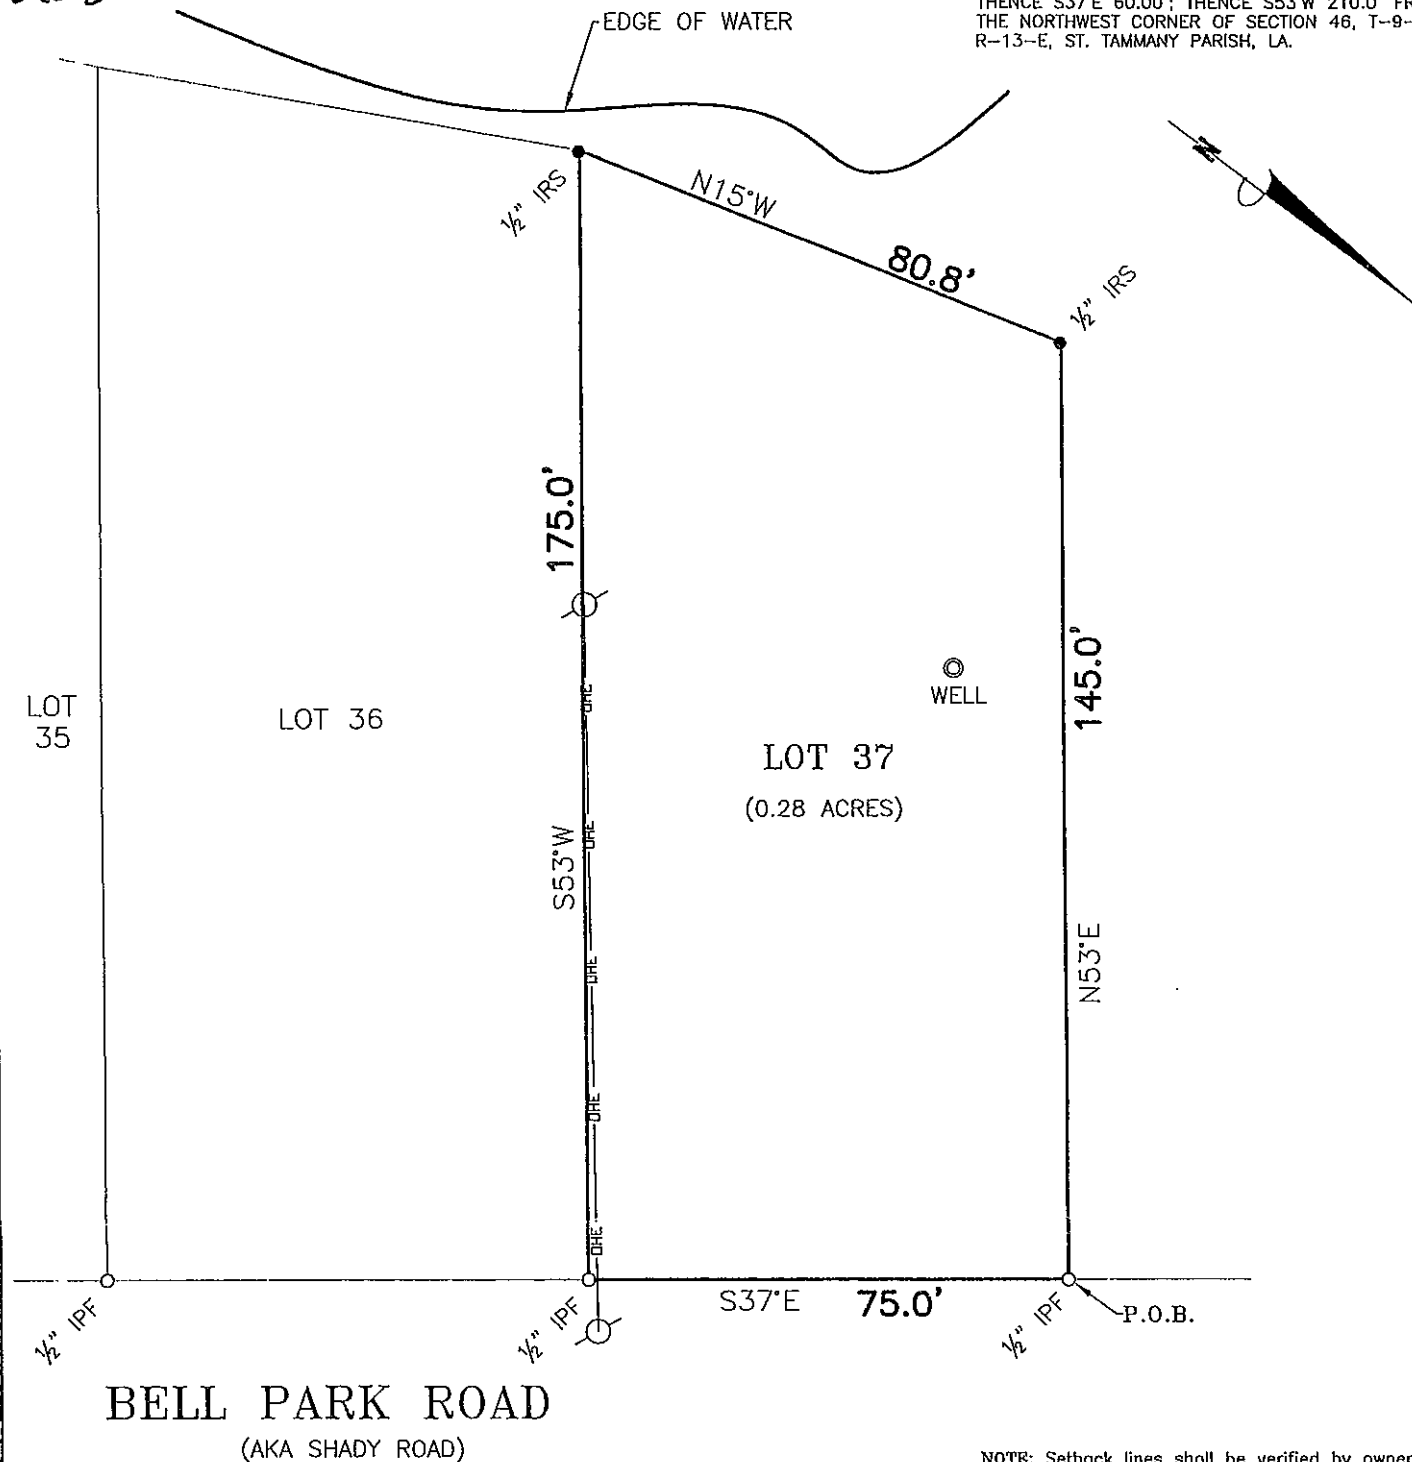 EDGE OF WATER
THENCE S37°E 60.00'; THENCE S53°W 210.0'
THE NORTHWEST CORNER OF SECTION 46, T-9-
R-13-E, ST. TAMMANY PARISH, LA.
N
½" IRS
N15°W
80.8'
½" IRS
175.0'
145.0'
WELL
LOT
35
LOT 36
LOT 37
(0.28 ACRES)
OHE
OHE
OHE
OHE
OHE
S53°W
N53°E
S37°E
75.0'
P.O.B.
½" IPF
½" IPF
½" IPF
BELL PARK ROAD
(AKA SHADY ROAD)
NOTE: Setback lines shall be verified by owner